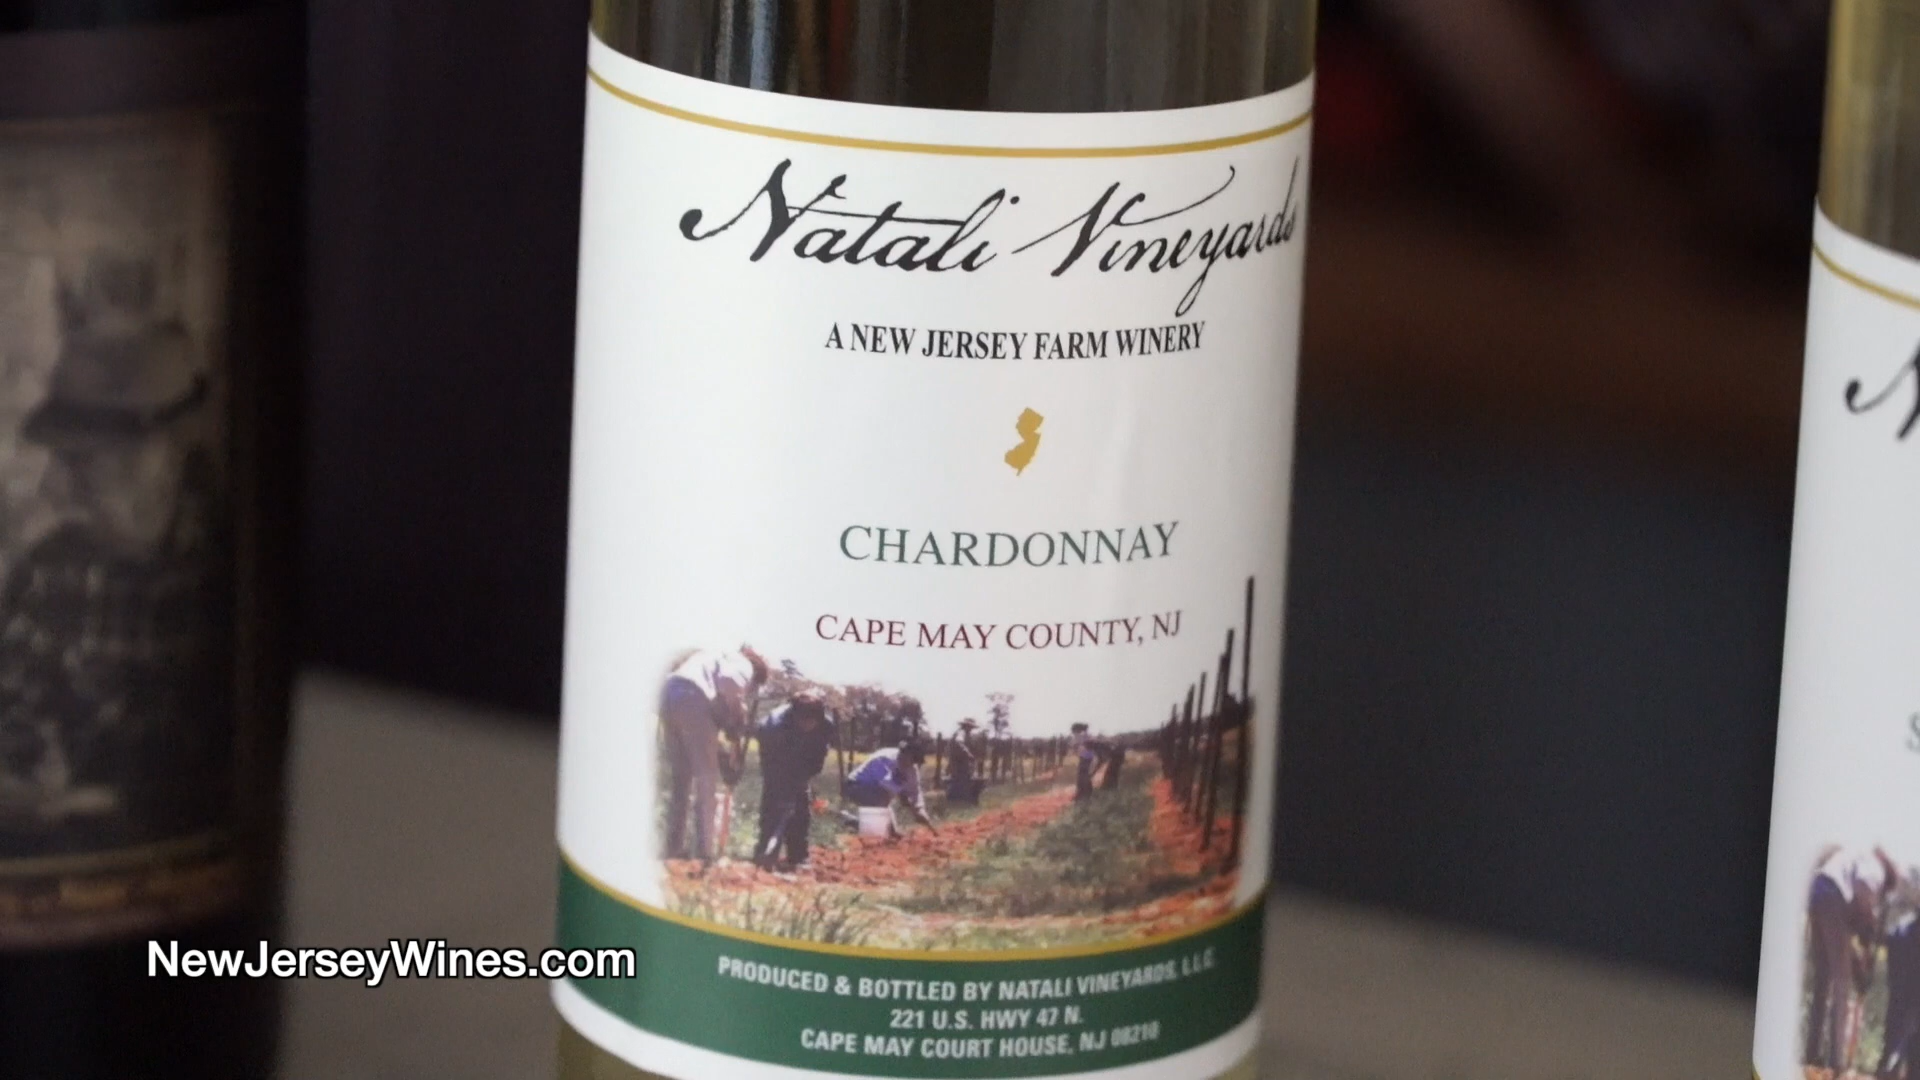 Natali Vineyards
A NEW JERSEY FARM WINERY
CHARDONNAY
CAPE MAY COUNTY, NJ
PRODUCED & BOTTLED BY NATALI VINEYARDS, LLC.
221 U.S. HWY 47 N.
CAPE MAY COURT HOUSE, NJ 08210
NewJerseyWines.com